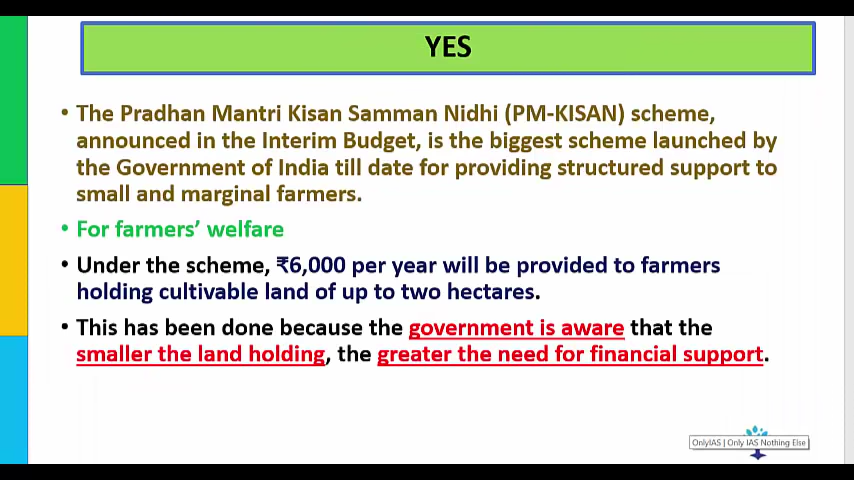 YES
• The Pradhan Mantri Kisan Samman Nidhi (PM-KISAN) scheme,
announced in the Interim Budget, is the biggest scheme launched by
the Government of India till date for providing structured support to
small and marginal farmers.
• For farmers’ welfare
• Under the scheme, ₹6,000 per year will be provided to farmers
holding cultivable land of up to two hectares.
• This has been done because the government is aware that the
smaller the land holding, the greater the need for financial support.
OnlyIAS | Only IAS Nothing Else